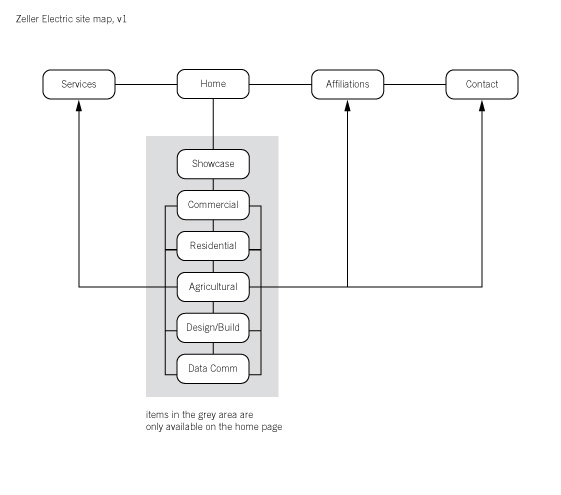 Zeller Electric site map, v1
Services
Home
Affiliations
Contact
Showcase
Commercial
Residential
Agricultural
Design/Build
Data Comm
items in the grey area are
only available on the home page